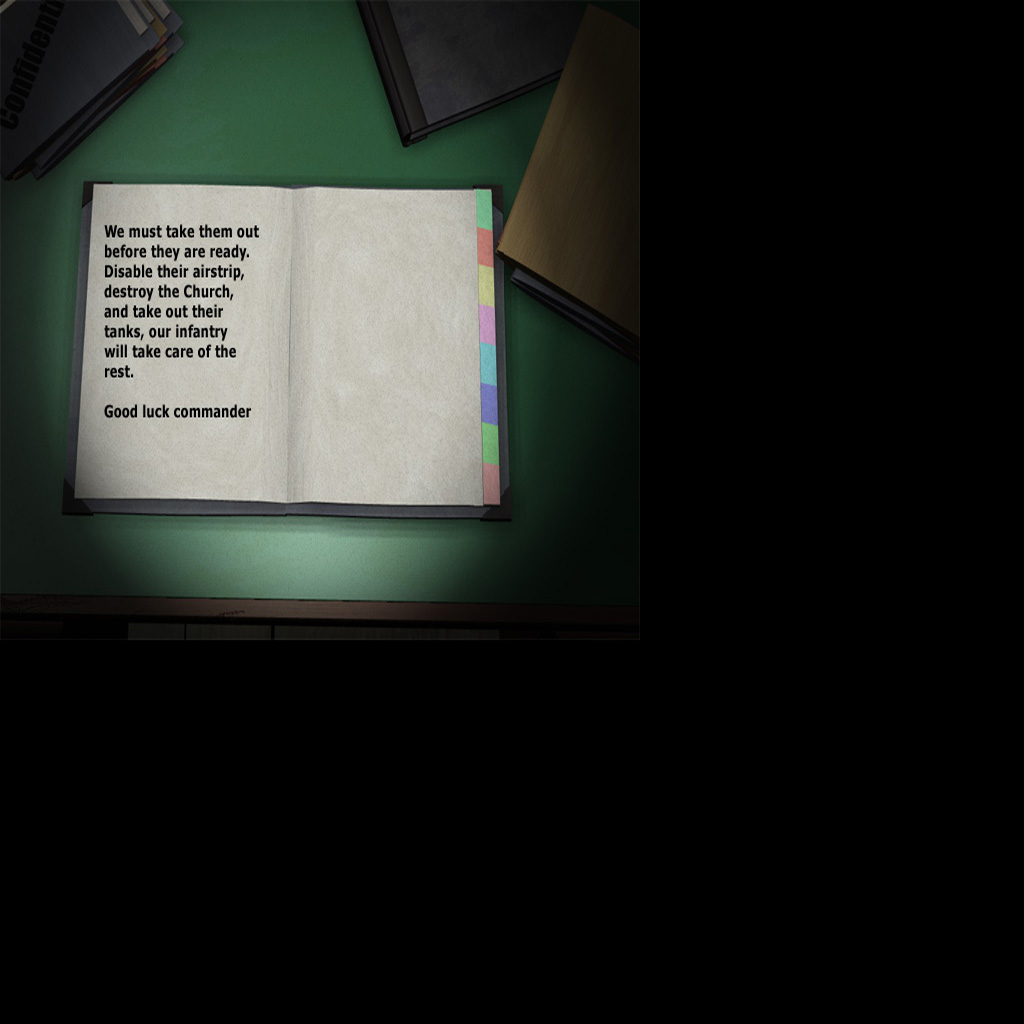 Confidenti
We must take them out
before they are ready.
Disable their airstrip,
destroy the Church,
and take out their
tanks, our infantry
will take care of the
rest.
Good luck commander